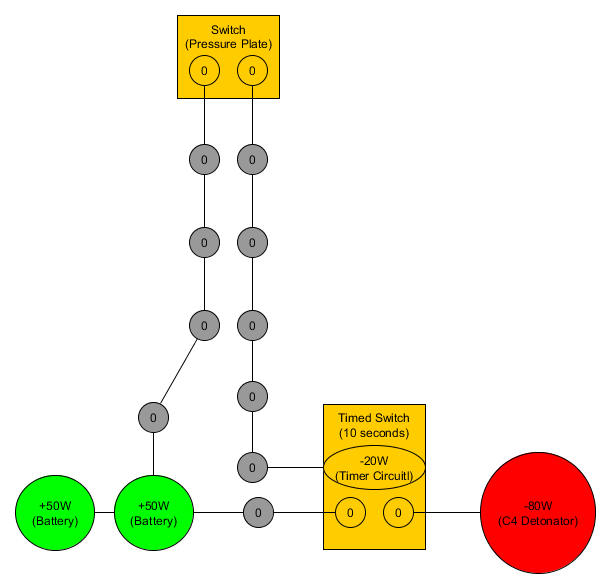 Switch
(Pressure Plate)
0 0
0 0
0 0
0 0
0
0
Timed Switch
(10 seconds)
0
-20W
(Timer Circuitl)
+50W
(Battery)
+50W
(Battery)
0
0 0
-80W
(C4 Detonator)